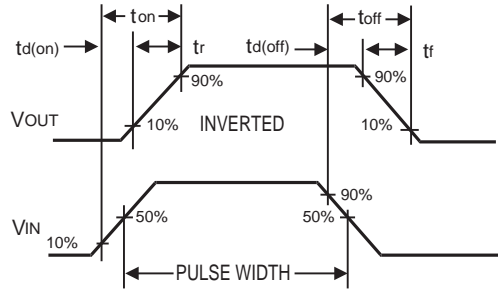 ton
toff
td(on)
tr
td(off)
tf
90%
90%
VOUT
10%
INVERTED
10%
90%
50%
50%
VIN
10%
PULSE WIDTH